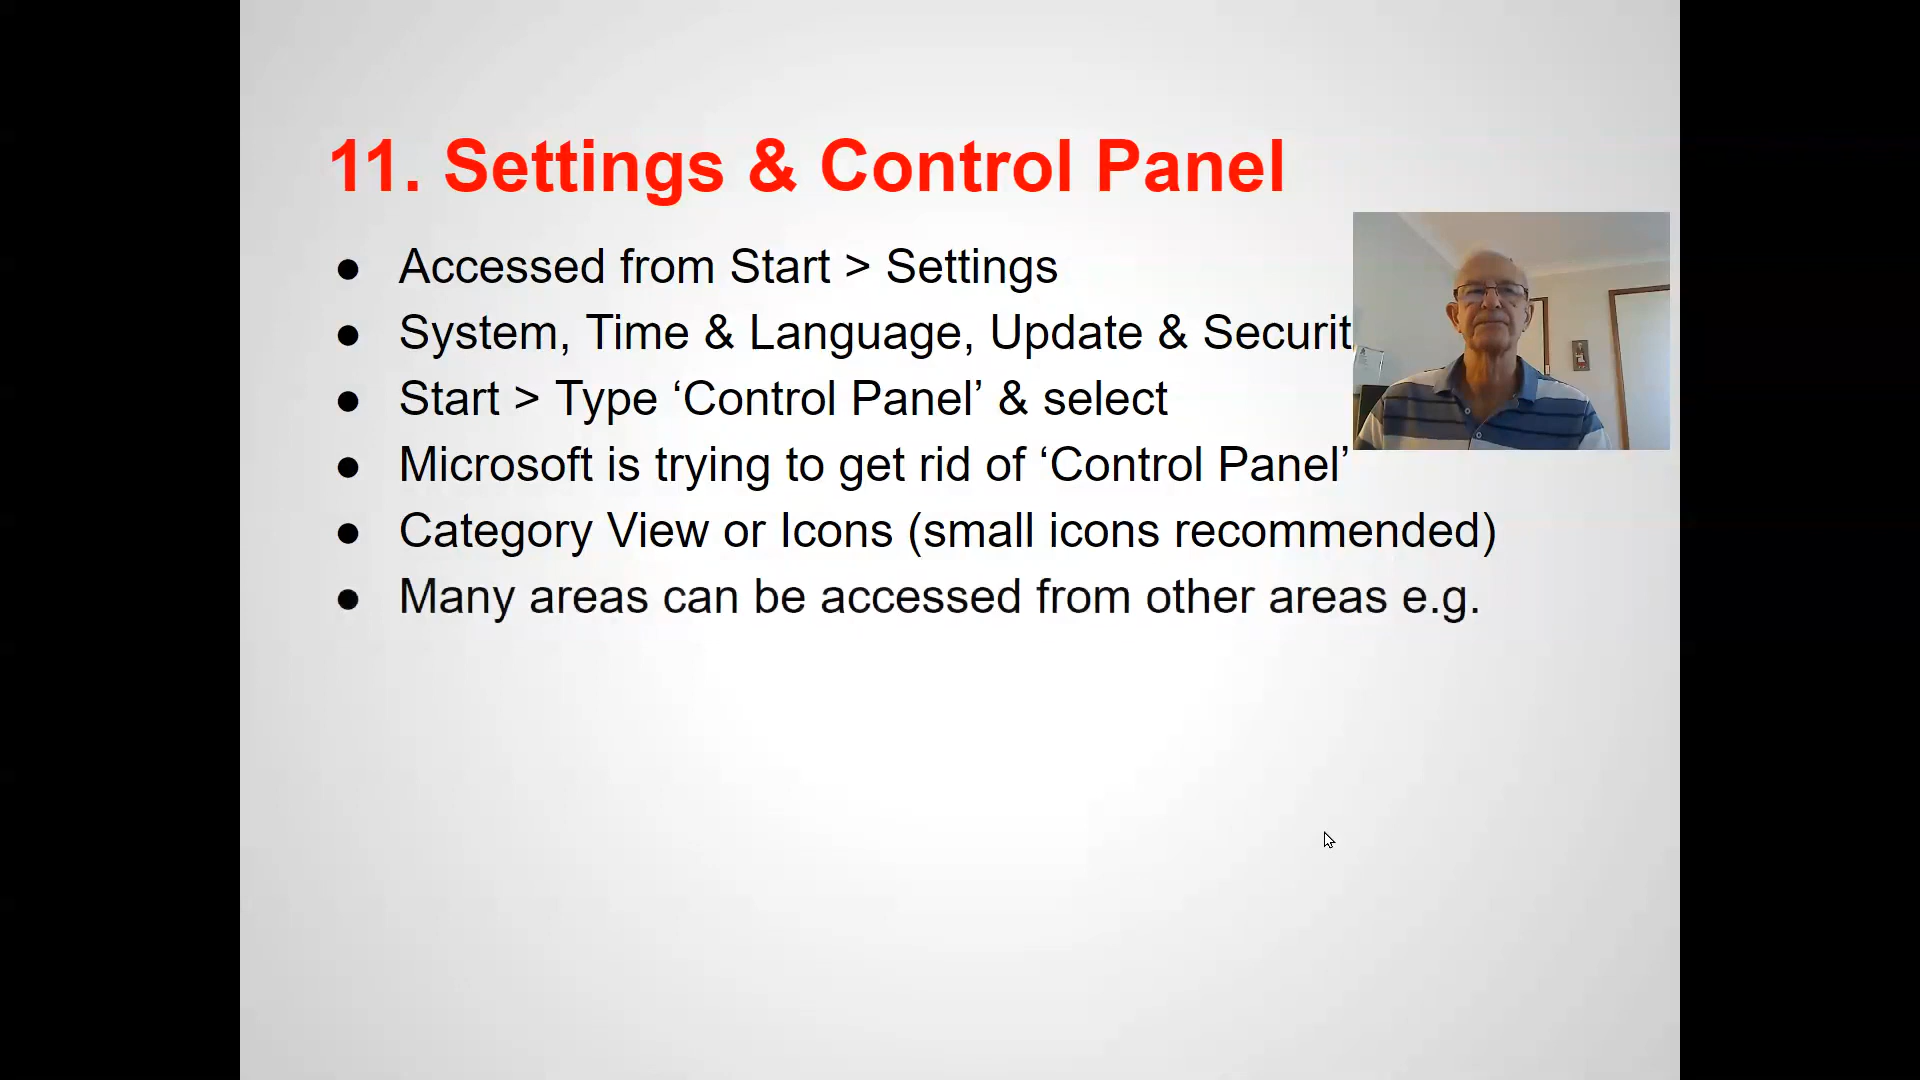 11. Settings & Control Panel
● Accessed from Start > Settings
● System, Time & Language, Update & Securit
● Start > Type ‘Control Panel’ & select
● Microsoft is trying to get rid of ‘Control Panel’
● Category View or Icons (small icons recommended)
● Many areas can be accessed from other areas e.g.